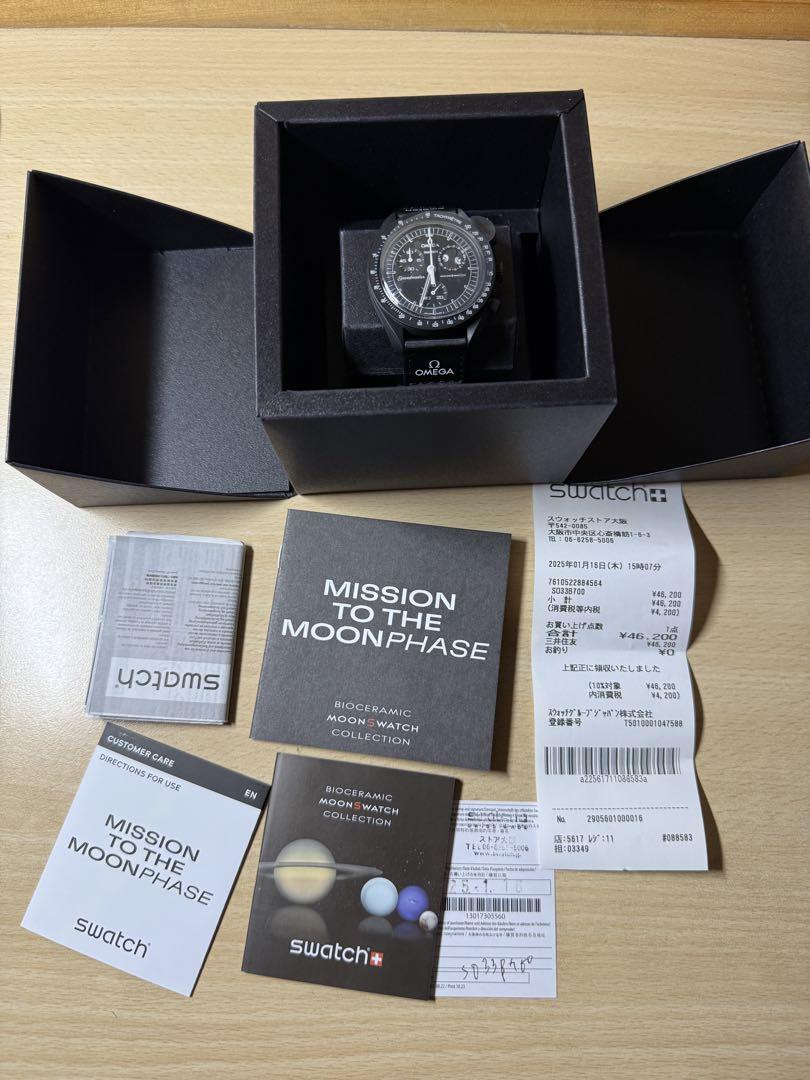 TACHYMÈTRE
Ω
OMEGA
Speedmaster
Ω
OMEGA
swatch
MISSION
TO THE
MOONPHASE
BIOCERAMIC
MOONSWATCH
COLLECTION
swatch
スウォッチストア大阪
〒542-0085
大阪市中央区心斎橋筋1-6-3
TEL : 06-6258-5006
2025年01月16日(木) 15時07分
7610522884564
SO33B700 ¥46,200
小 計 ¥46,200
(消費税等内税 ¥4,200)
お買い上げ点数 1点
合計 ¥46,200
三井住友 ¥46,200
お釣り ¥0
上記正に領収いたしました
(10%対象 ¥46,200
内消費税 ¥4,200)
スウォッチグループジャパン株式会社
登録番号 T5010001047588
a22561711088583a
No. 2905601000016
店:5617 レジ:11 #088583
担:03349
CUSTOMER CARE
DIRECTIONS FOR USE
EN
MISSION
TO THE
MOONPHASE
swatch
BIOCERAMIC
MOONSWATCH
COLLECTION
swatch
ストア大
13017305560